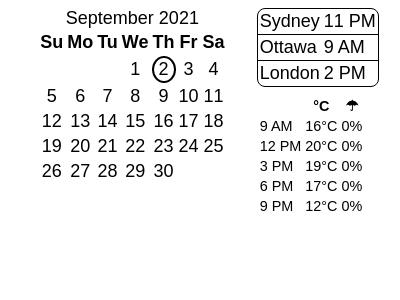 September 2021
Su Mo Tu We Th Fr Sa
1 2 3 4
5 6 7 8 9 10 11
12 13 14 15 16 17 18
19 20 21 22 23 24 25
26 27 28 29 30
Sydney 11 PM
Ottawa 9 AM
London 2 PM
°C ☂
9 AM 16°C 0%
12 PM 20°C 0%
3 PM 19°C 0%
6 PM 17°C 0%
9 PM 12°C 0%